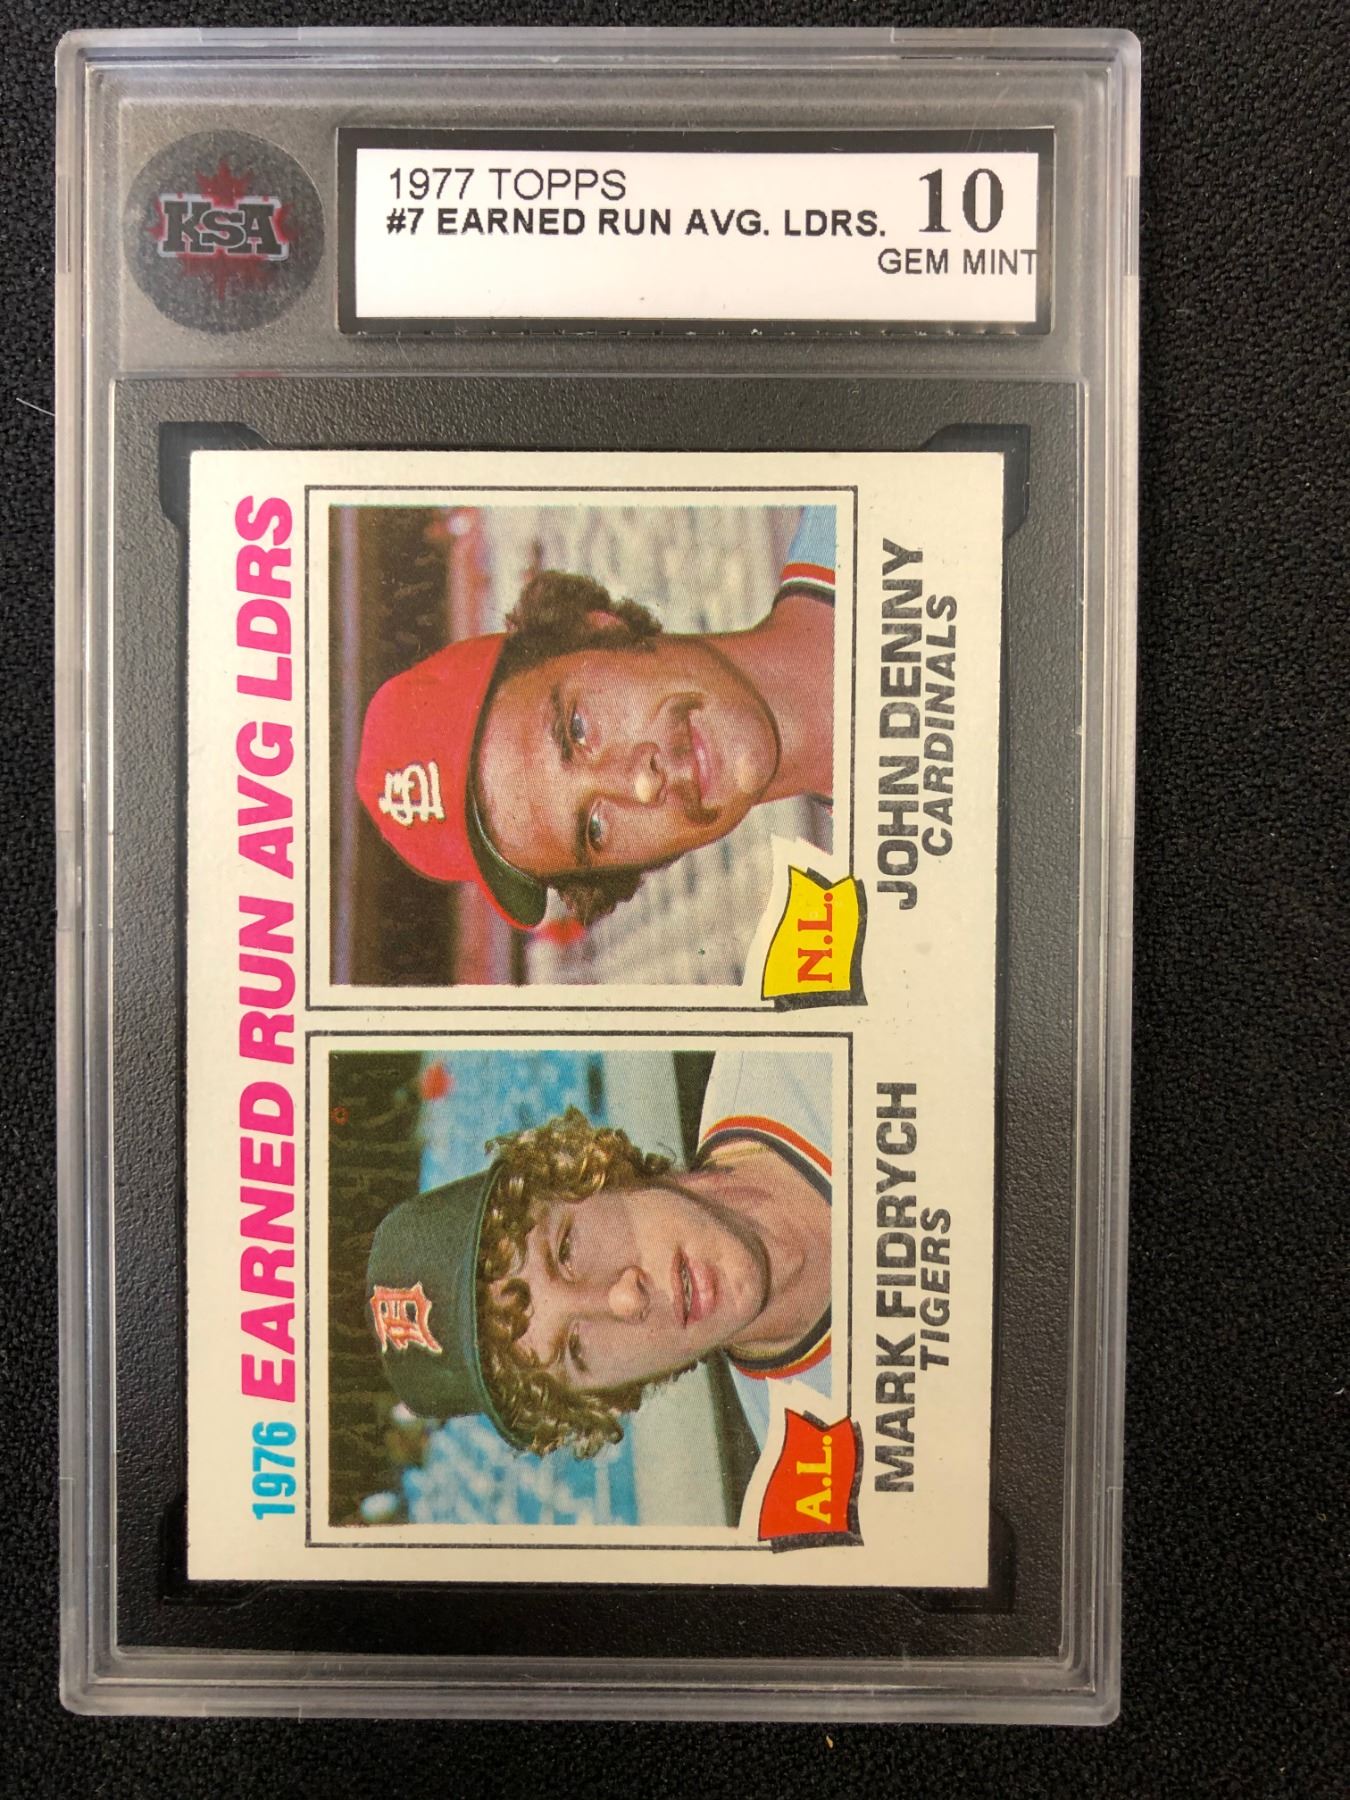 KSA
1977 TOPPS
#7 EARNED RUN AVG. LDRS.
10
GEM MINT
1976 EARNED RUN AVG LDRS
D
A.L.
MARK FIDRYCH
TIGERS
STL
N.L.
JOHN DENNY
CARDINALS